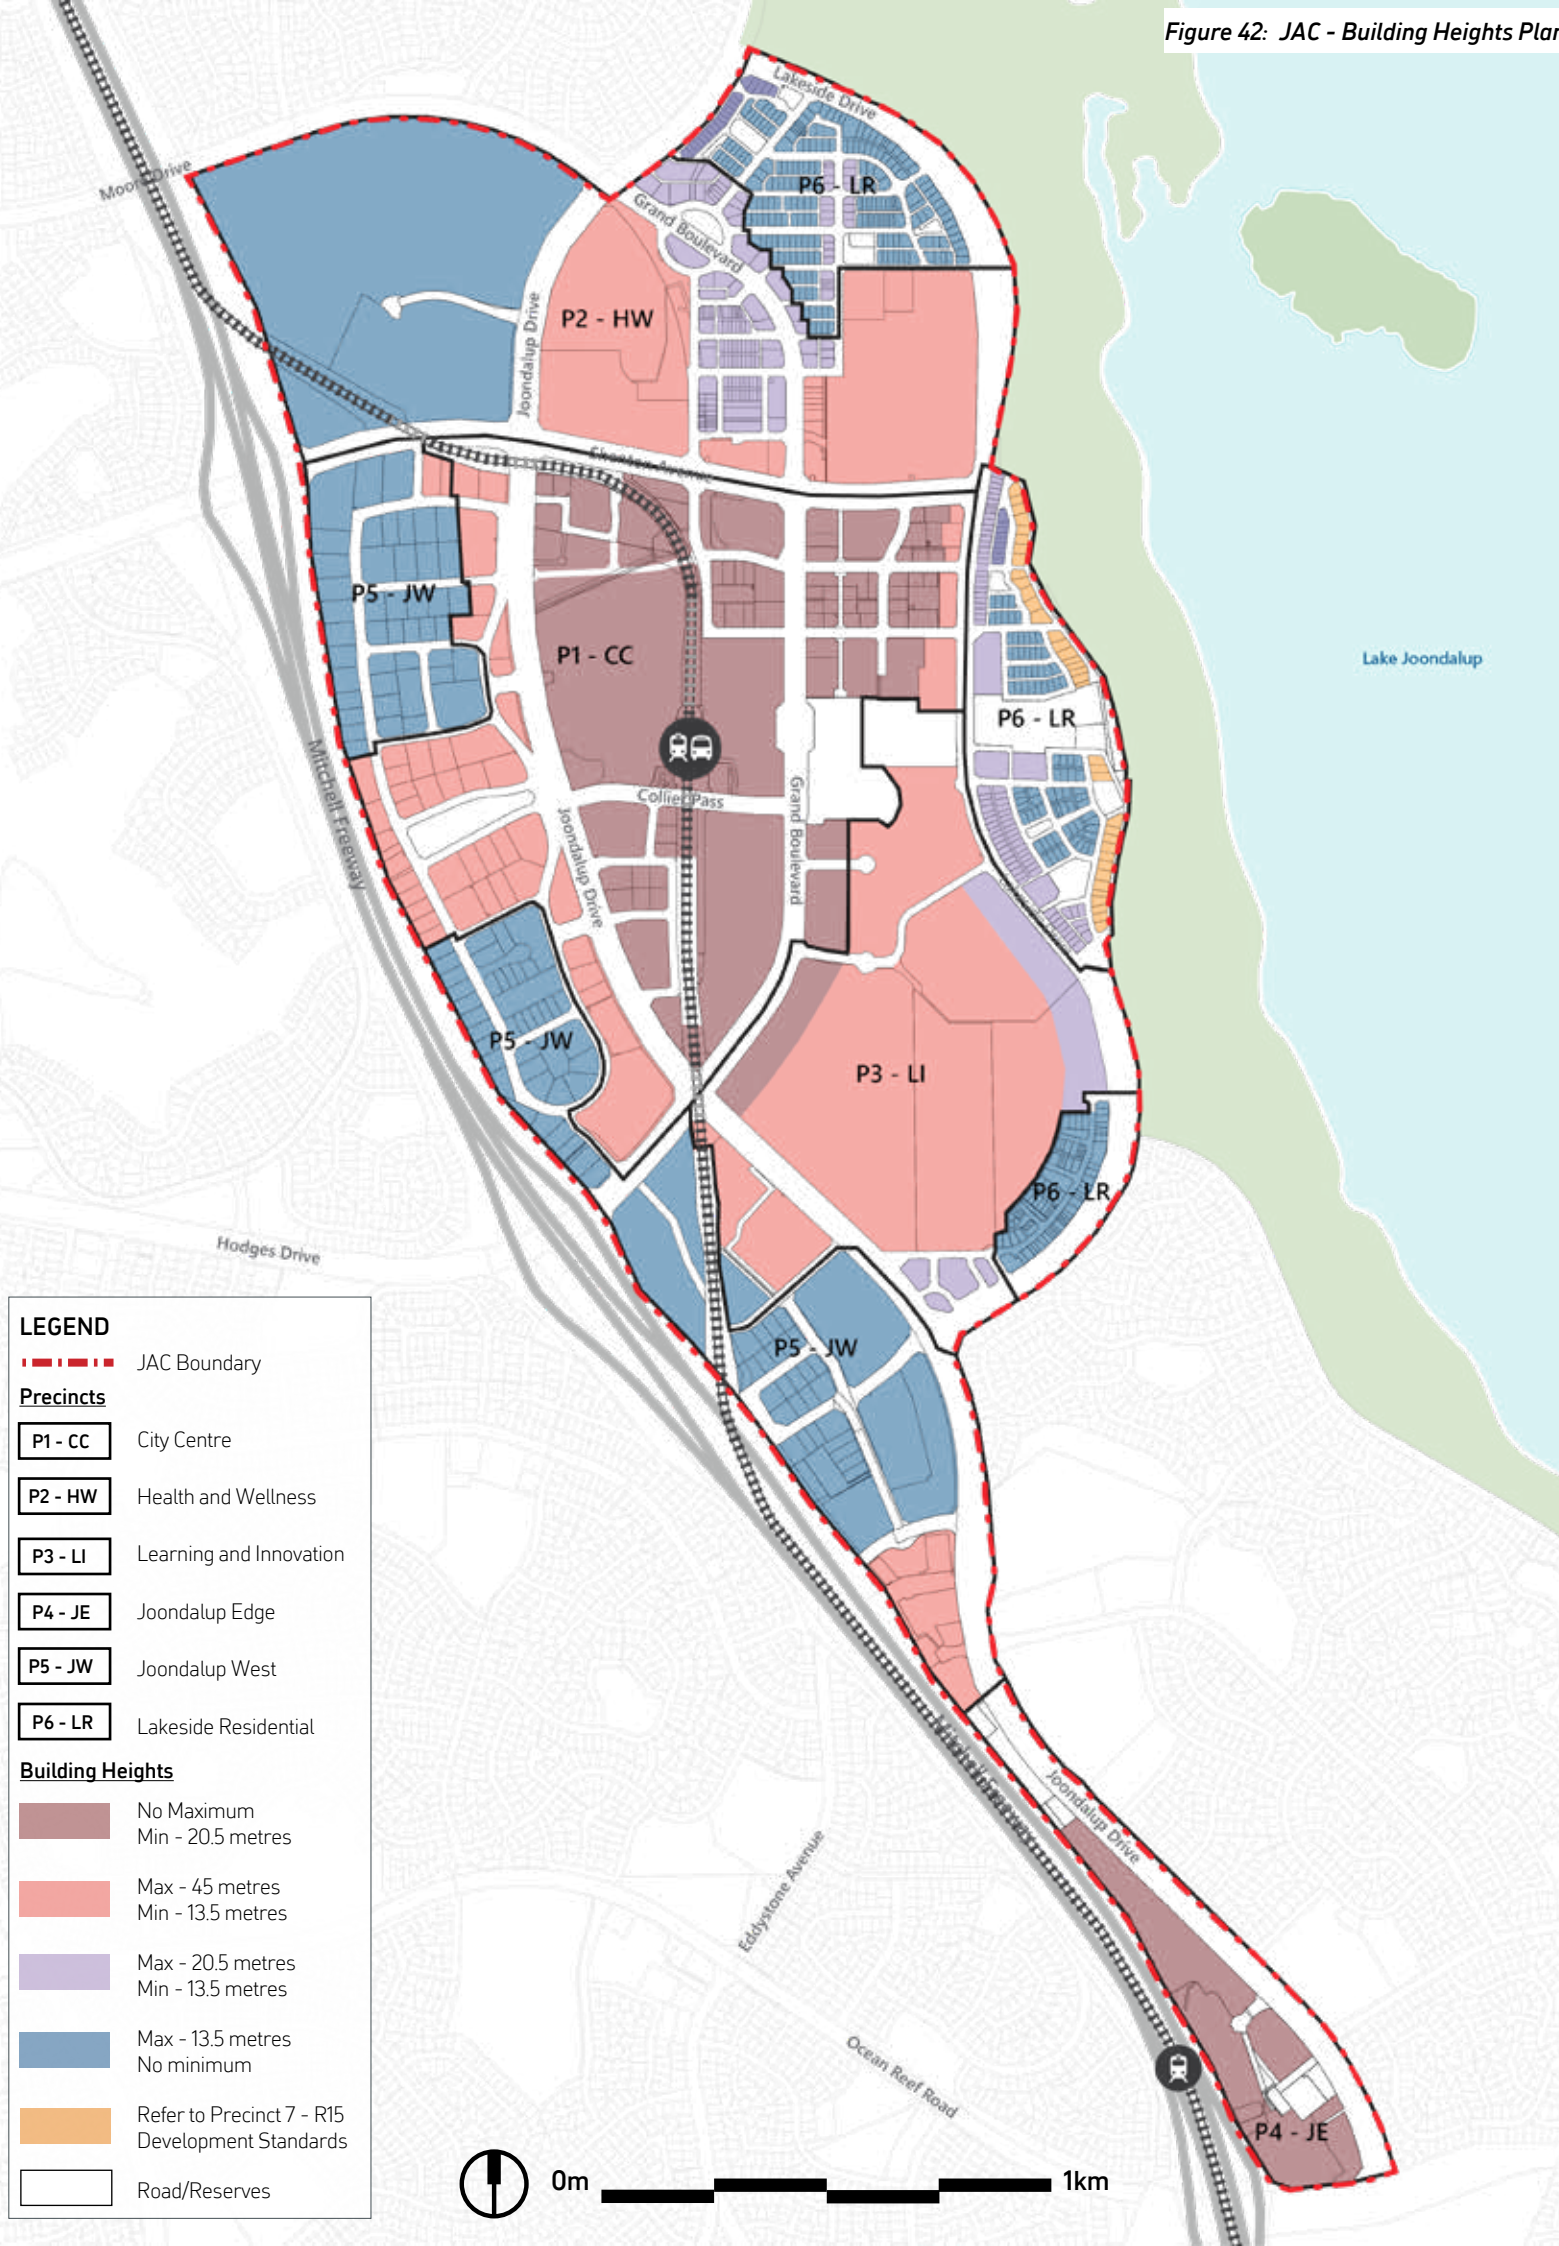 Figure 42: JAC - Building Heights Plan
Lakeside Drive
Moore Drive
P6 - LR
Grand Boulevard
P2 - HW
Joondalup Drive
Shenton Avenue
P5 - JW
P1 - CC
Lake Joondalup
P6 - LR
Mitchell Freeway
Collier Pass
Grand Boulevard
Joondalup Drive
P5 - JW
P3 - LI
P6 - LR
Hodges Drive
P5 - JW
LEGEND
JAC Boundary
Precincts
P1 - CC City Centre
P2 - HW Health and Wellness
P3 - LI Learning and Innovation
P4 - JE Joondalup Edge
P5 - JW Joondalup West
P6 - LR Lakeside Residential
Building Heights
No Maximum
Min - 20.5 metres
Max - 45 metres
Min - 13.5 metres
Max - 20.5 metres
Min - 13.5 metres
Max - 13.5 metres
No minimum
Refer to Precinct 7 - R15
Development Standards
Road/Reserves
Joondalup Drive
Eddystone Avenue
Ocean Reef Road
P4 - JE
0m 1km